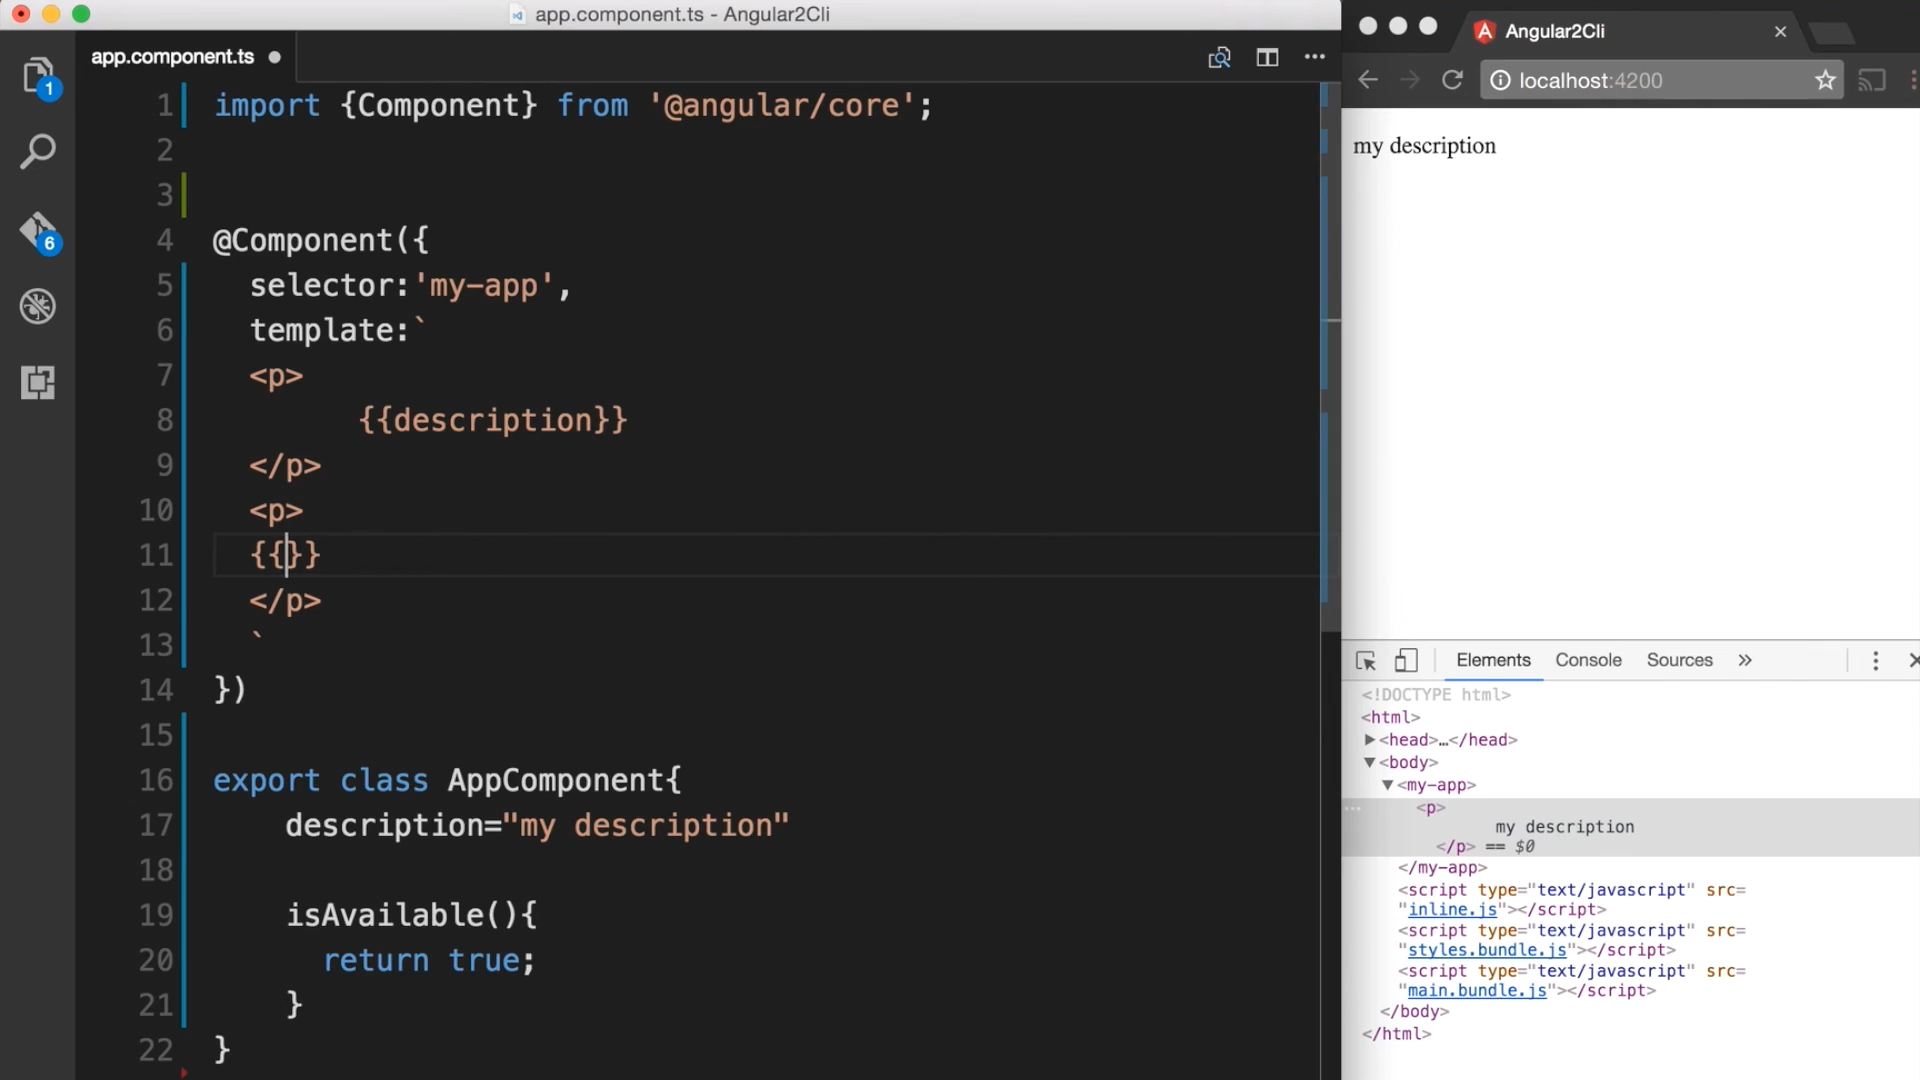 app.component.ts - Angular2Cli
app.component.ts
1
6
1 import {Component} from '@angular/core';
2
3
4 @Component({
5 selector:'my-app',
6 template:`
7 <p>
8 {{description}}
9 </p>
10 <p>
11 {{}}
12 </p>
13 `
14 })
15
16 export class AppComponent{
17 description="my description"
18
19 isAvailable(){
20 return true;
21 }
22 }
Angular2Cli
localhost:4200
my description
Elements Console Sources »
<!DOCTYPE html>
<html>
<head>…</head>
<body>
<my-app>
<p>
my description
</p> == $0
</my-app>
<script type="text/javascript" src=
"inline.js"></script>
<script type="text/javascript" src=
"styles.bundle.js"></script>
<script type="text/javascript" src=
"main.bundle.js"></script>
</body>
</html>